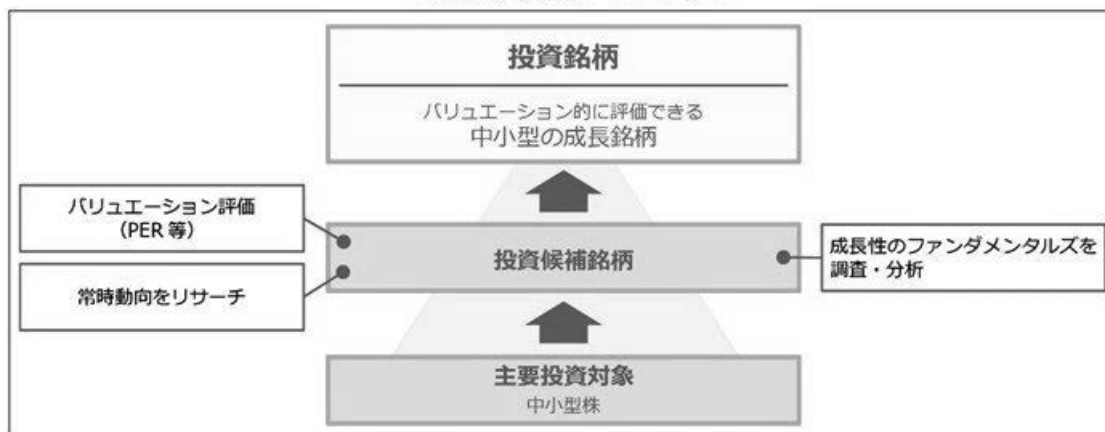 投資銘柄
バリュエーション的に評価できる
中小型の成長銘柄
バリュエーション評価
（PER 等）
常時動向をリサーチ
投資候補銘柄
成長性のファンダメンタルズを
調査・分析
主要投資対象
中小型株